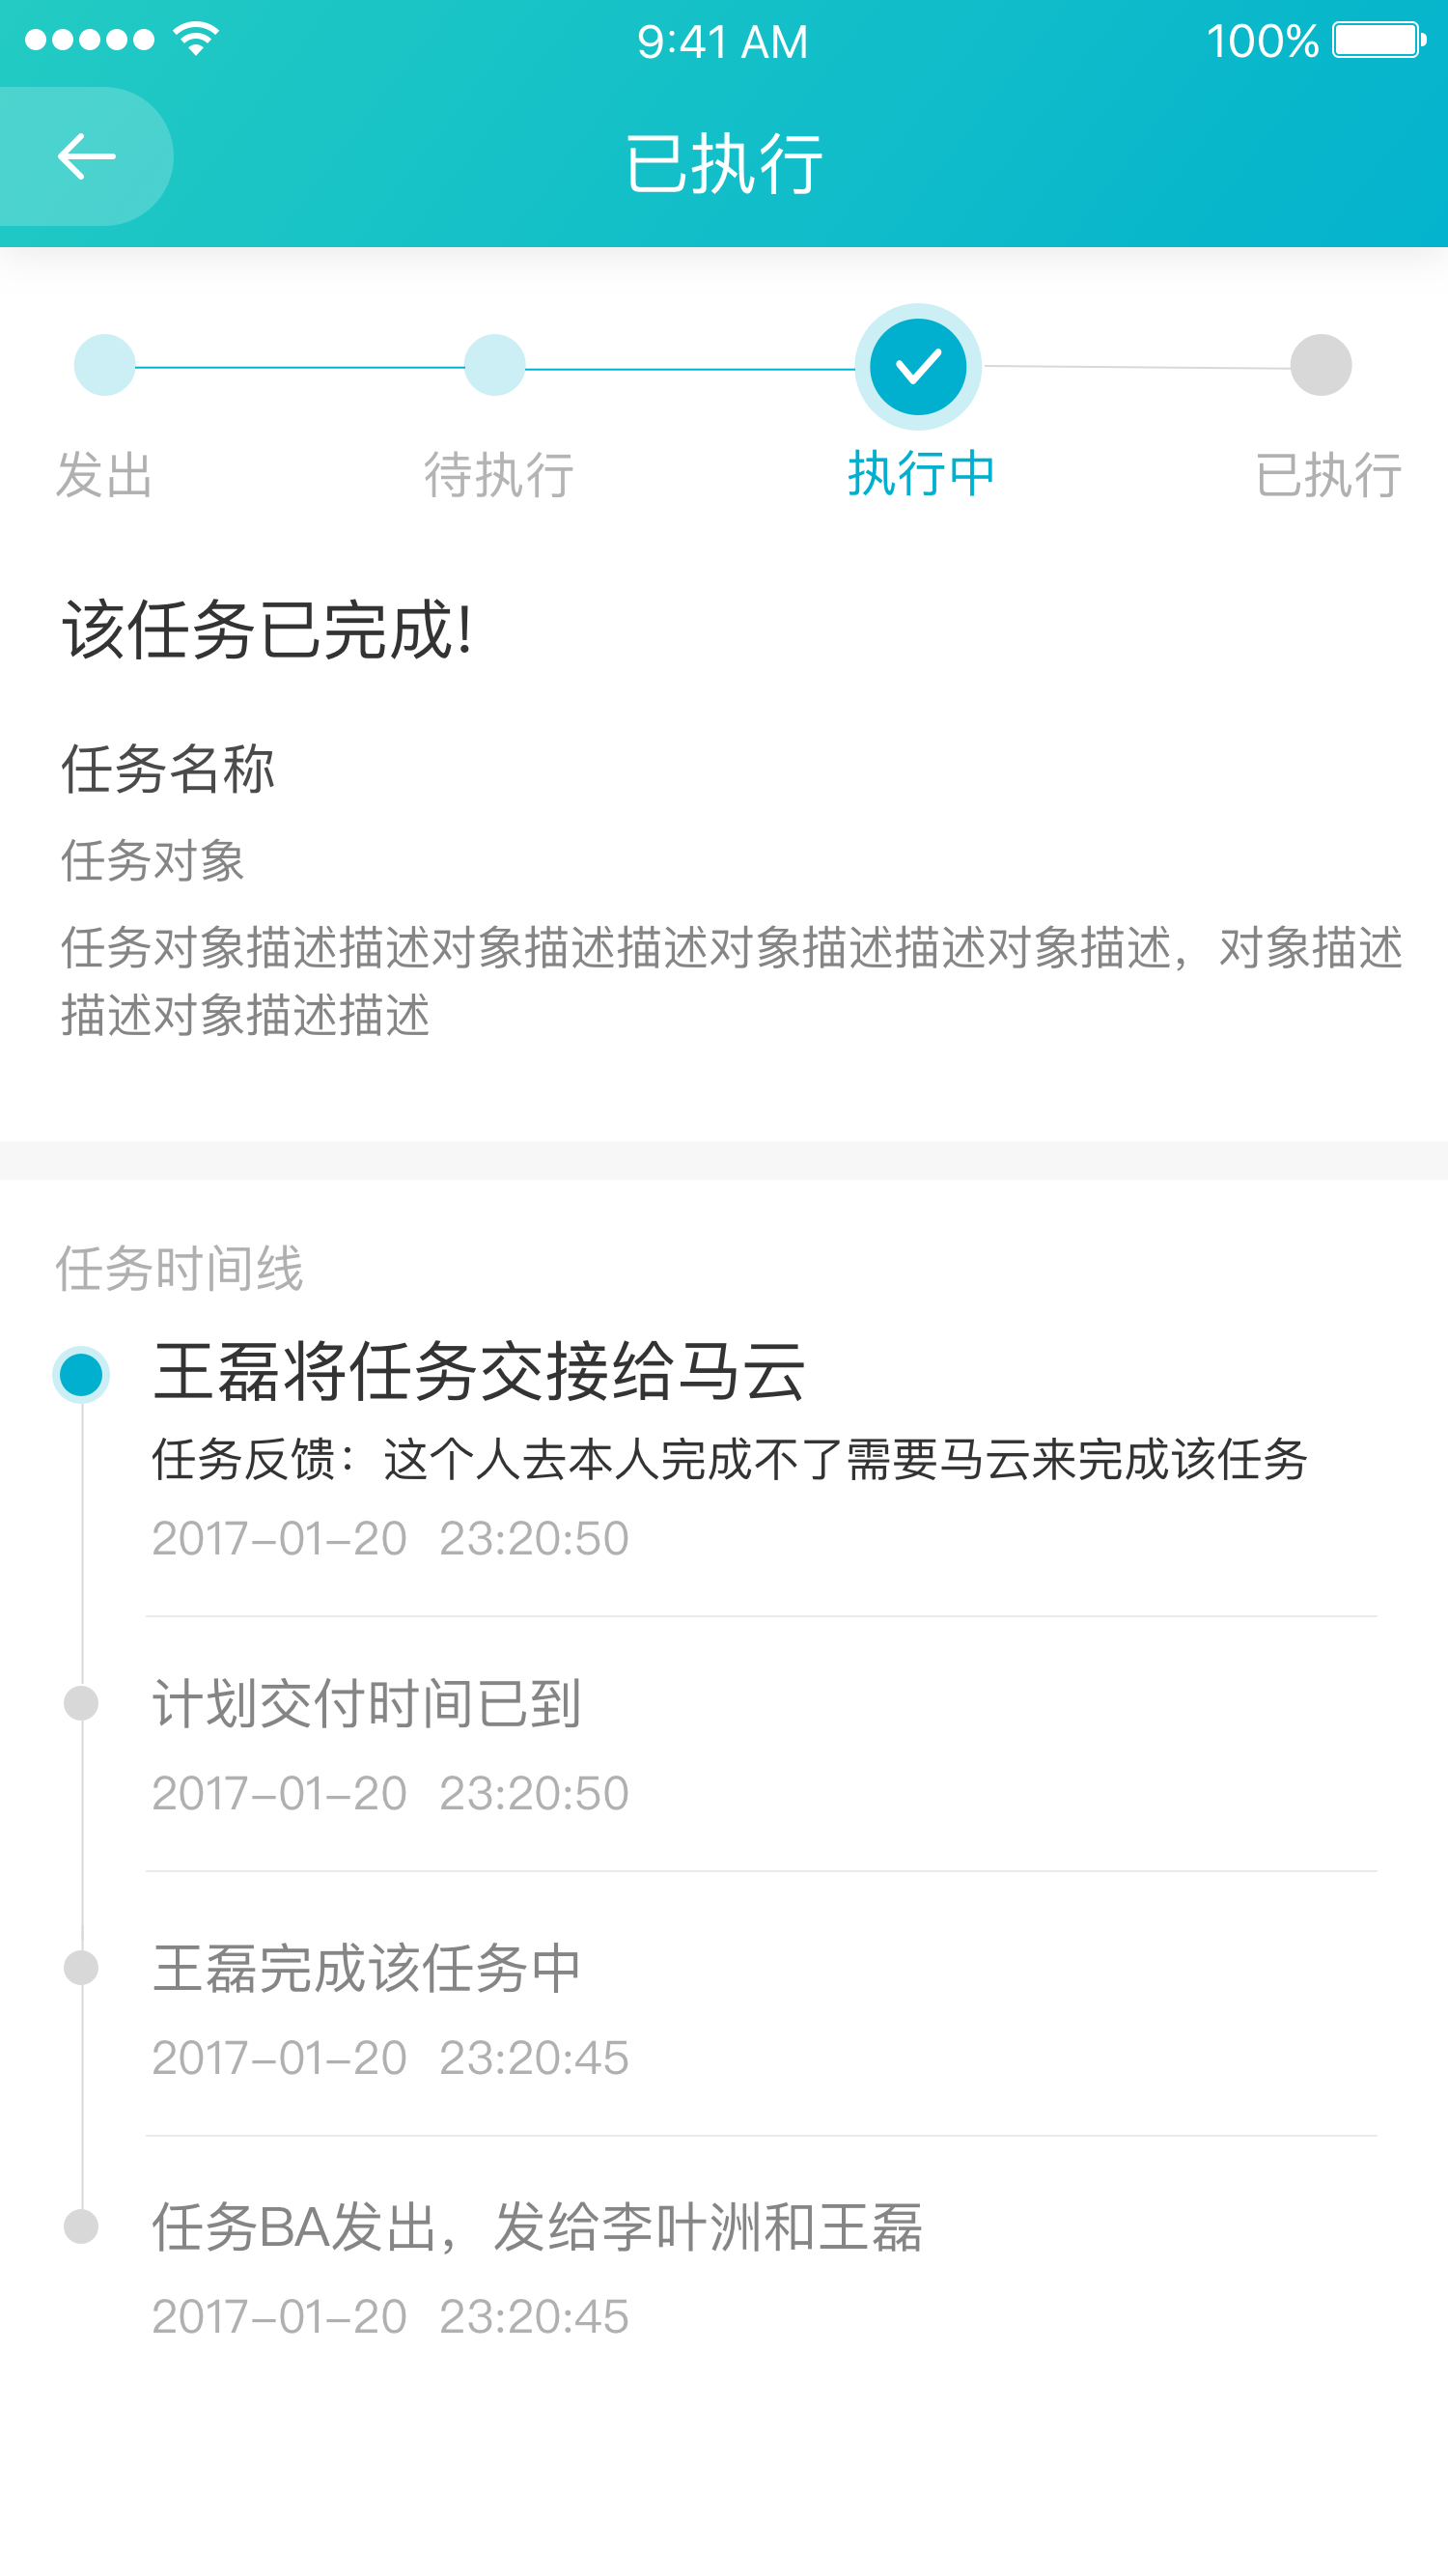 9:41 AM 100%
已执行
发出 待执行 执行中 已执行
该任务已完成!
任务名称
任务对象
任务对象描述描述对象描述描述对象描述描述对象描述，对象描述
描述对象描述描述
任务时间线
王磊将任务交接给马云
任务反馈：这个人去本人完成不了需要马云来完成该任务
2017-01-20 23:20:50
计划交付时间已到
2017-01-20 23:20:50
王磊完成该任务中
2017-01-20 23:20:45
任务BA发出，发给李叶洲和王磊
2017-01-20 23:20:45